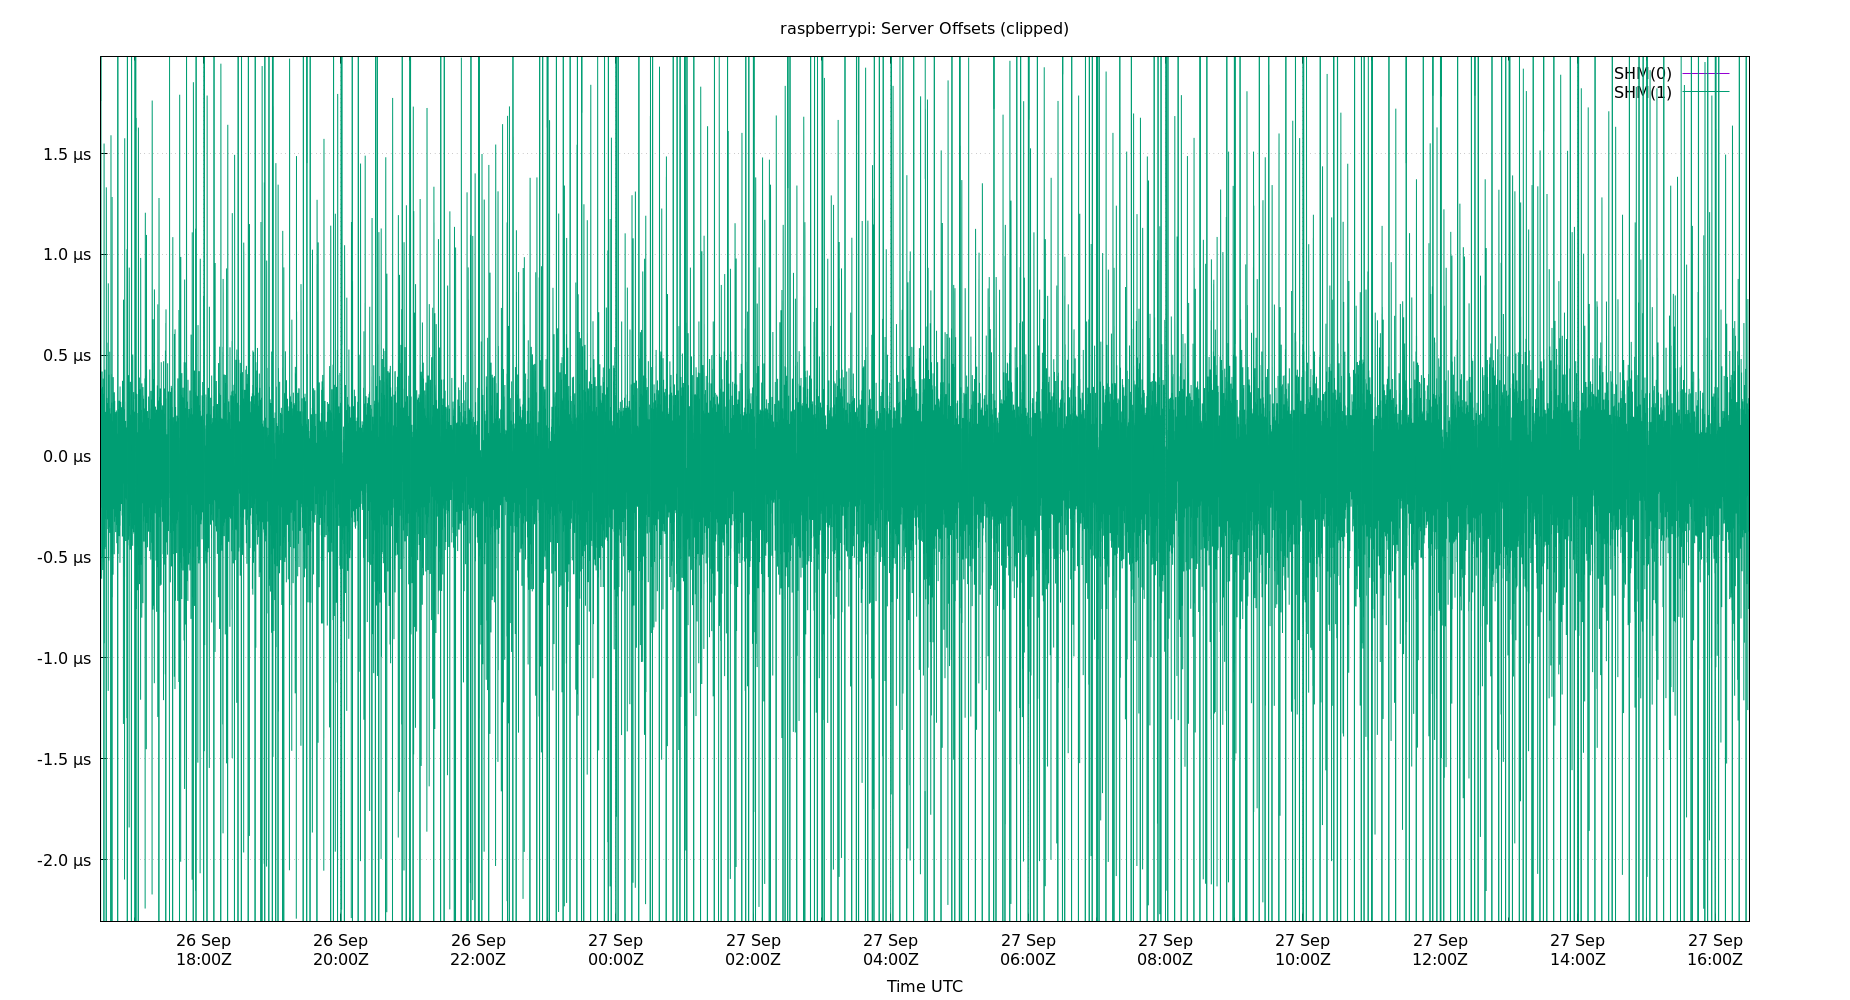 raspberrypi: Server Offsets (clipped)
SHM(0)
SHM(1)
1.5 µs
1.0 µs
0.5 µs
0.0 µs
-0.5 µs
-1.0 µs
-1.5 µs
-2.0 µs
26 Sep 26 Sep 26 Sep 27 Sep 27 Sep 27 Sep 27 Sep 27 Sep 27 Sep 27 Sep 27 Sep 27 Sep
18:00Z 20:00Z 22:00Z 00:00Z 02:00Z 04:00Z 06:00Z 08:00Z 10:00Z 12:00Z 14:00Z 16:00Z
Time UTC